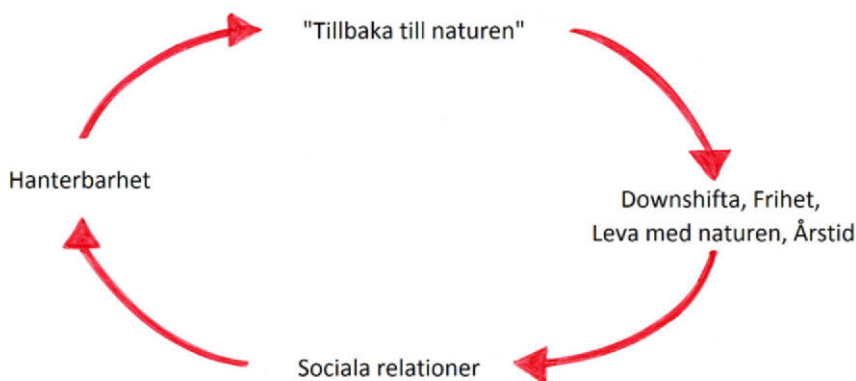 "Tillbaka till naturen"
Hanterbarhet
Downshifta, Frihet,
Leva med naturen, Årstid
Sociala relationer